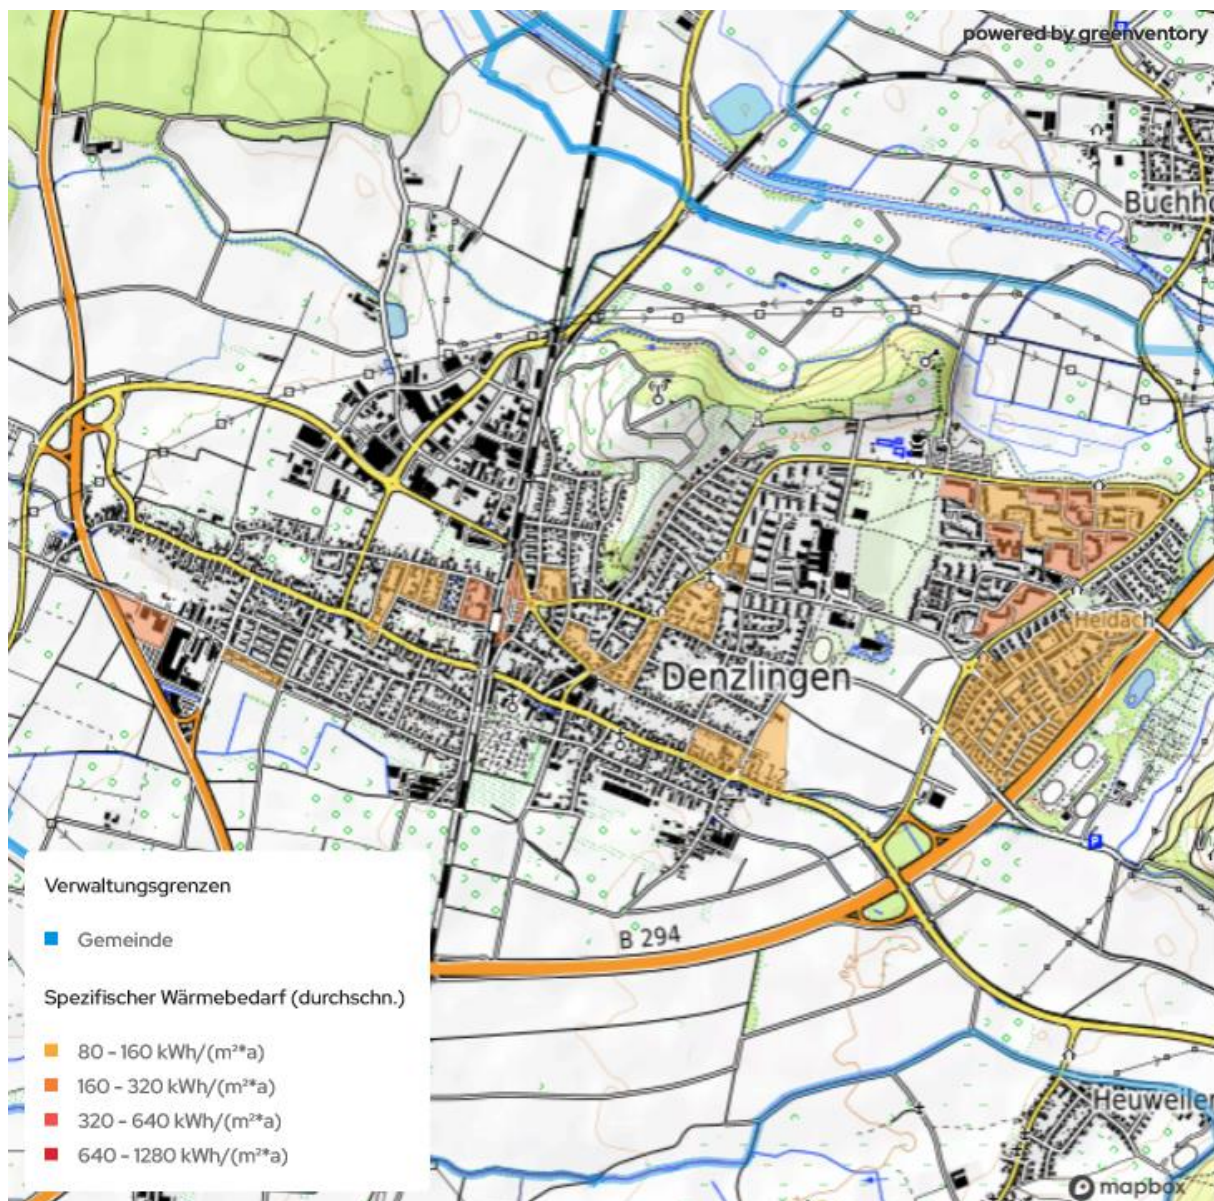 powered by greenventory
Buchho
Elz
Heidach
Denzlingen
B 294
Heuweiler
Verwaltungsgrenzen
Gemeinde
Spezifischer Wärmebedarf (durchschn.)
80 - 160 kWh/(m²*a)
160 - 320 kWh/(m²*a)
320 - 640 kWh/(m²*a)
640 - 1280 kWh/(m²*a)
mapbox